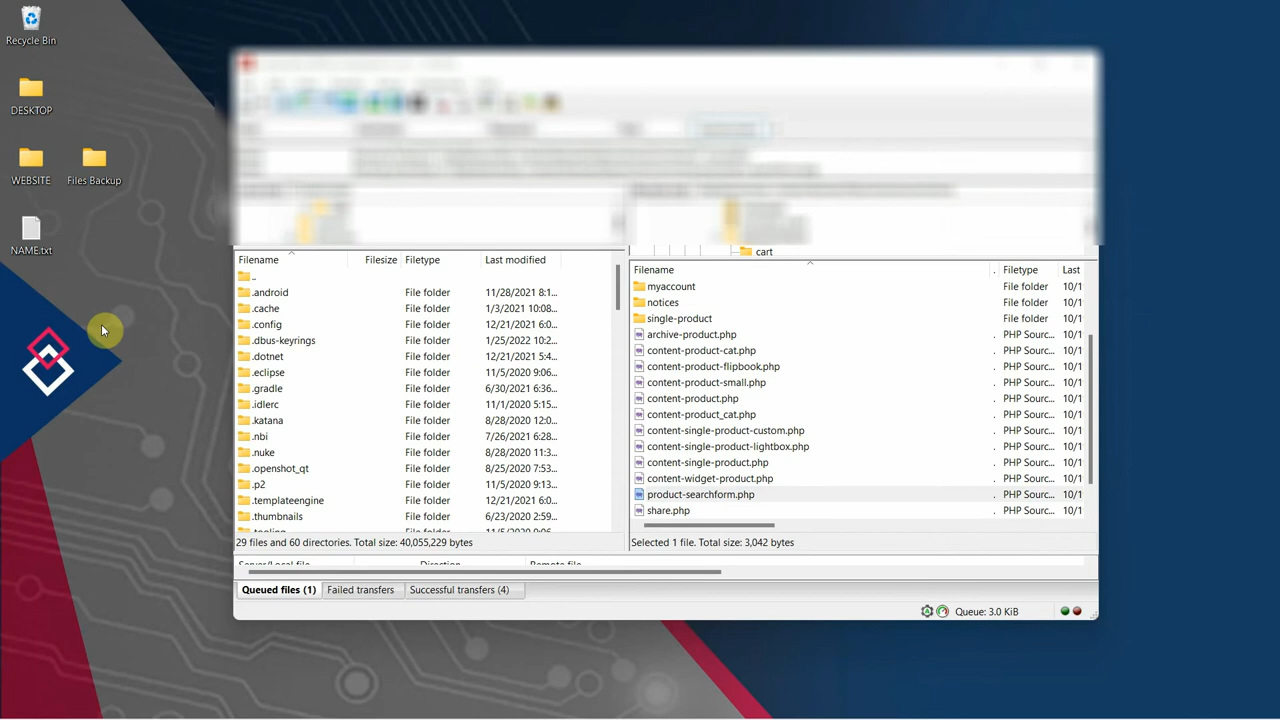 Recycle Bin
DESKTOP
WEBSITE
Files Backup
NAME.txt
Filename Filesize Filetype Last modified
..
.android File folder 11/28/2021 8:1...
.cache File folder 1/3/2021 10:08...
.config File folder 12/21/2021 6:0...
.dbus-keyrings File folder 1/25/2022 10:2...
.dotnet File folder 12/21/2021 5:4...
.eclipse File folder 11/5/2020 9:06...
.gradle File folder 6/30/2021 6:36...
.idlerc File folder 11/1/2020 5:15...
.katana File folder 8/28/2020 12:0...
.nbi File folder 7/26/2021 6:28...
.nuke File folder 8/28/2020 11:3...
.openshot_qt File folder 8/25/2020 7:53...
.p2 File folder 11/5/2020 9:13...
.templateengine File folder 12/21/2021 6:0...
.thumbnails File folder 6/23/2020 2:59...
29 files and 60 directories. Total size: 40,055,229 bytes
cart
Filename . Filetype Last
myaccount File folder 10/1
notices File folder 10/1
single-product File folder 10/1
archive-product.php . PHP Sourc... 10/1
content-product-cat.php . PHP Sourc... 10/1
content-product-flipbook.php . PHP Sourc... 10/1
content-product-small.php . PHP Sourc... 10/1
content-product.php . PHP Sourc... 10/1
content-product_cat.php . PHP Sourc... 10/1
content-single-product-custom.php . PHP Sourc... 10/1
content-single-product-lightbox.php . PHP Sourc... 10/1
content-single-product.php . PHP Sourc... 10/1
content-widget-product.php . PHP Sourc... 10/1
product-searchform.php . PHP Sourc... 10/1
share.php . PHP Sourc... 10/1
Selected 1 file. Total size: 3,042 bytes
Server/Local file Direction Remote file
Queued files (1) Failed transfers Successful transfers (4)
Queue: 3.0 KiB